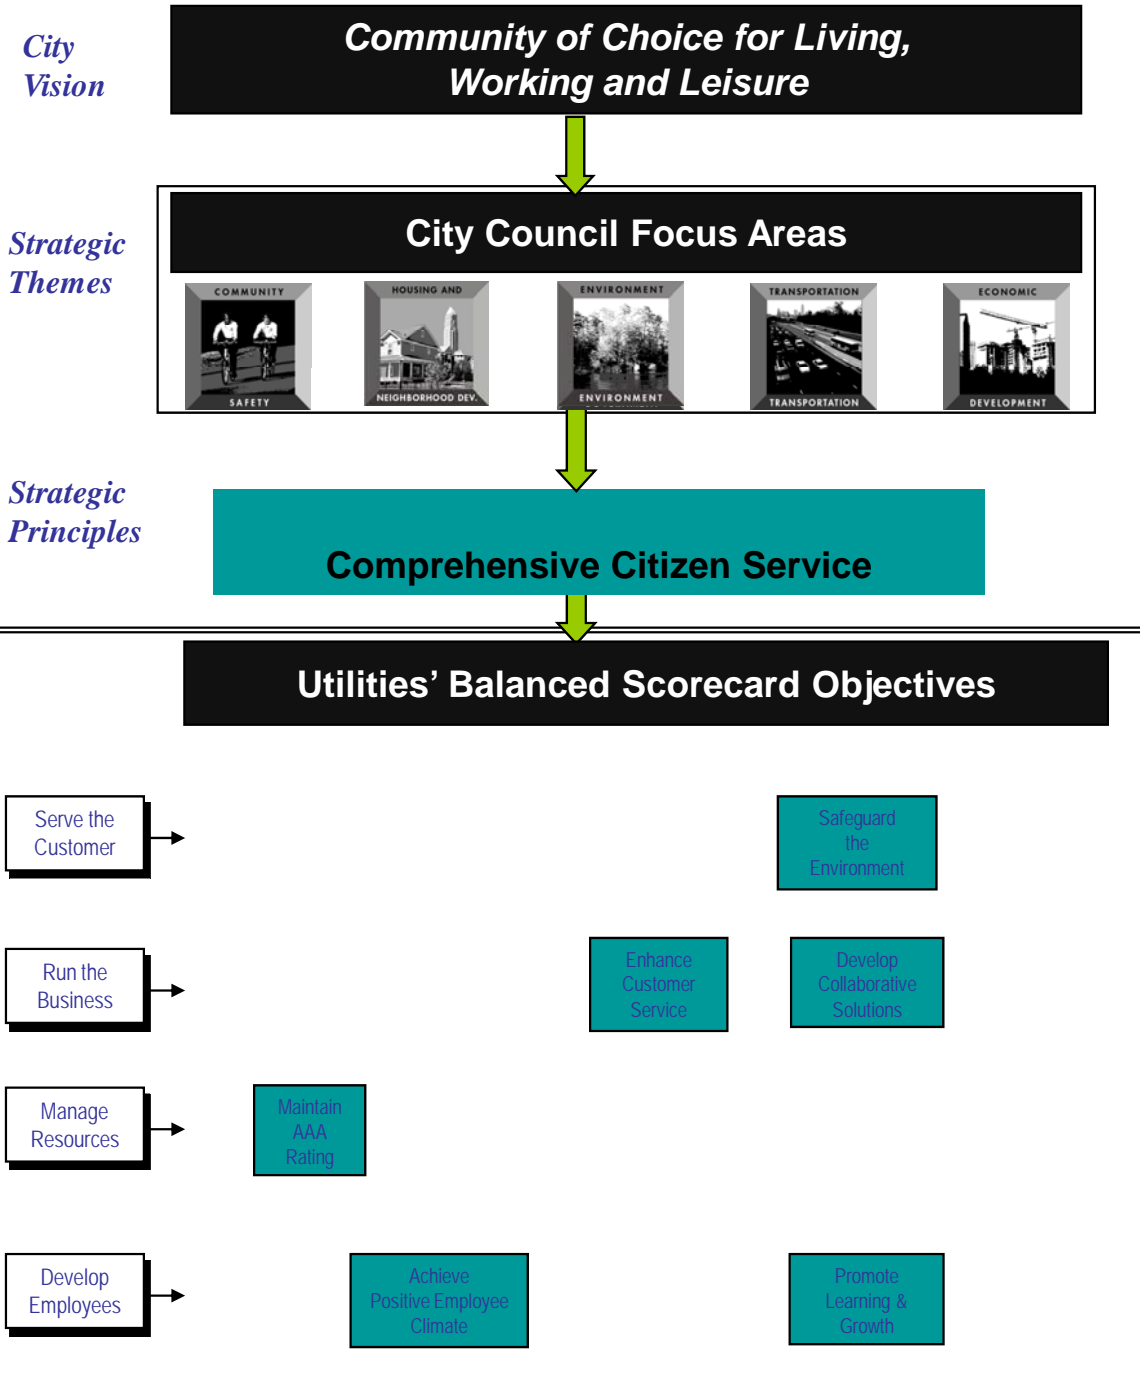 City
Vision
Community of Choice for Living,
Working and Leisure
Strategic
Themes
City Council Focus Areas
COMMUNITY
SAFETY
HOUSING AND
NEIGHBORHOOD DEV.
ENVIRONMENT
ENVIRONMENT
TRANSPORTATION
TRANSPORTATION
ECONOMIC
DEVELOPMENT
Strategic
Principles
Comprehensive Citizen Service
Utilities’ Balanced Scorecard Objectives
Serve the
Customer
Safeguard
the
Environment
Run the
Business
Enhance
Customer
Service
Develop
Collaborative
Solutions
Manage
Resources
Maintain
AAA
Rating
Develop
Employees
Achieve
Positive Employee
Climate
Promote
Learning &
Growth